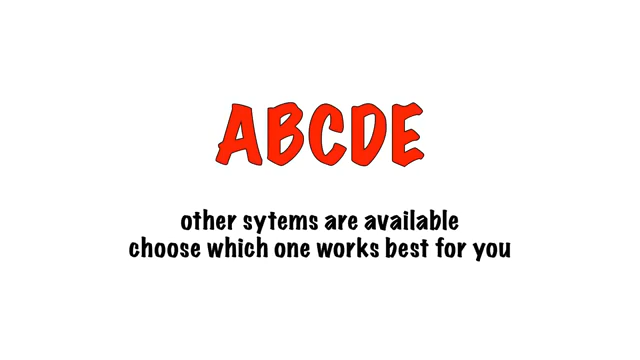 ABCDE
other sytems are available
choose which one works best for you